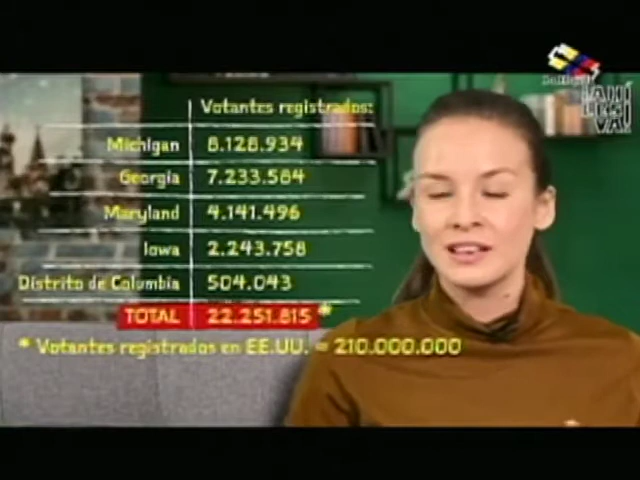 ¡AHÍ
LES
VA!
Votantes registrados:
Michigan 8.128.934
Georgia 7.233.584
Maryland 4.141.496
Iowa 2.243.758
Distrito de Columbia 504.043
TOTAL 22.251.815 *
* Votantes registrados en EE.UU. = 210.000.000